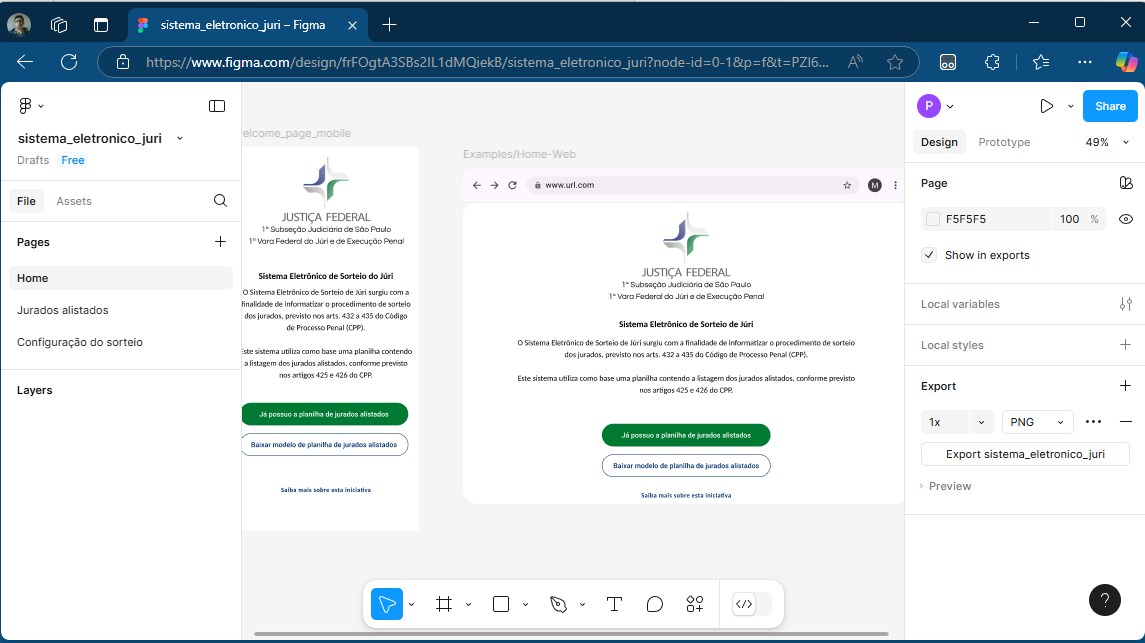 sistema_eletronico_juri – Figma
https://www.figma.com/design/frFOgtA3SBs2IL1dMQiekB/sistema_eletronico_juri?node-id=0-1&p=f&t=PZl6...
sistema_eletronico_juri
Drafts Free
File Assets
Pages
Home
Jurados alistados
Configuração do sorteio
Layers
elcome_page_mobile
JUSTIÇA FEDERAL
1ª Subseção Judiciária de São Paulo
1ª Vara Federal do Júri e de Execução Penal
Sistema Eletrônico de Sorteio do Júri
O Sistema Eletrônico de Sorteio de Júri surgiu com a
finalidade de informatizar o procedimento de sorteio
dos jurados, previsto nos arts. 432 a 435 do Código
de Processo Penal (CPP).
Este sistema utiliza como base uma planilha contendo
a listagem dos jurados alistados, conforme previsto
nos artigos 425 e 426 do CPP.
Já possuo a planilha de jurados alistados
Baixar modelo de planilha de jurados alistados
Saiba mais sobre esta iniciativa
Examples/Home-Web
www.url.com
M
JUSTIÇA FEDERAL
1ª Subseção Judiciária de São Paulo
1ª Vara Federal do Júri e de Execução Penal
Sistema Eletrônico de Sorteio de Júri
O Sistema Eletrônico de Sorteio de Júri surgiu com a finalidade de informatizar o procedimento de sorteio
dos jurados, previsto nos arts. 432 a 435 do Código de Processo Penal (CPP).
Este sistema utiliza como base uma planilha contendo a listagem dos jurados alistados, conforme previsto
nos artigos 425 e 426 do CPP.
Já possuo a planilha de jurados alistados
Baixar modelo de planilha de jurados alistados
Saiba mais sobre esta iniciativa
P
Share
Design Prototype 49%
Page
F5F5F5 100 %
Show in exports
Local variables
Local styles
Export
1x PNG
Export sistema_eletronico_juri
Preview
?